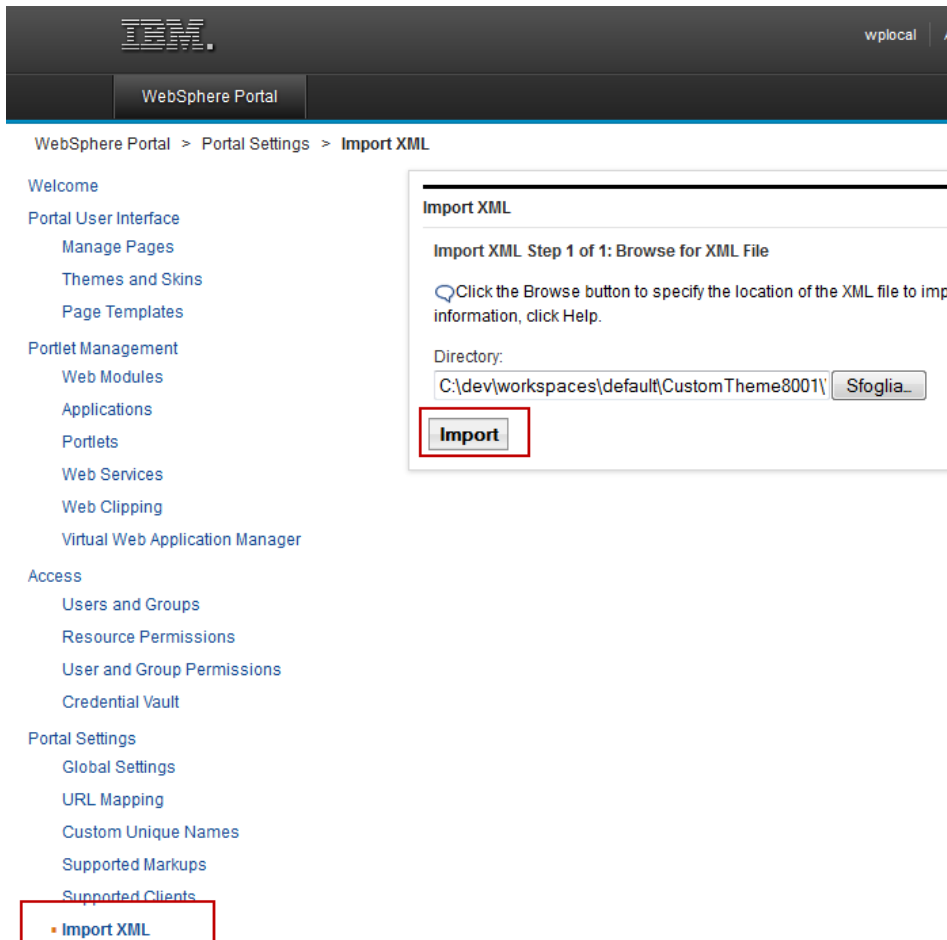 IBM.
wplocal
WebSphere Portal
WebSphere Portal > Portal Settings > Import XML
Welcome
Portal User Interface
Manage Pages
Themes and Skins
Page Templates
Portlet Management
Web Modules
Applications
Portlets
Web Services
Web Clipping
Virtual Web Application Manager
Access
Users and Groups
Resource Permissions
User and Group Permissions
Credential Vault
Portal Settings
Global Settings
URL Mapping
Custom Unique Names
Supported Markups
Supported Clients
Import XML
Import XML
Import XML Step 1 of 1: Browse for XML File
Click the Browse button to specify the location of the XML file to imp
information, click Help.
Directory:
C:\dev\workspaces\default\CustomTheme8001\ Sfoglia...
Import